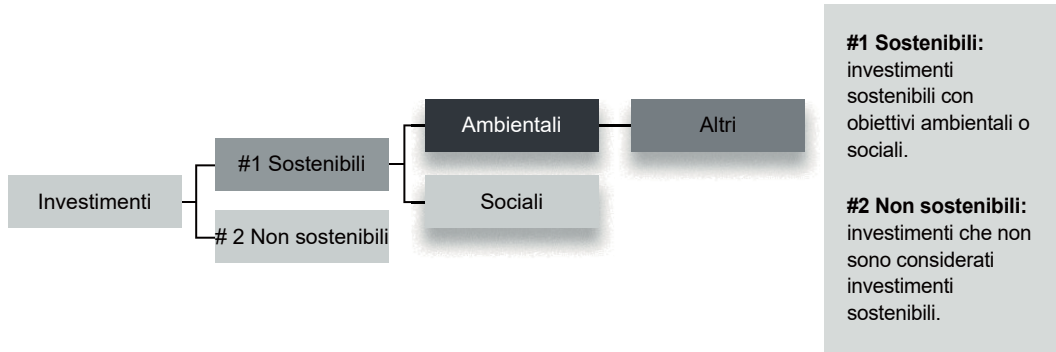 Investimenti
#1 Sostenibili
# 2 Non sostenibili
Ambientali
Sociali
Altri
#1 Sostenibili:
investimenti
sostenibili con
obiettivi ambientali o
sociali.
#2 Non sostenibili:
investimenti che non
sono considerati
investimenti
sostenibili.